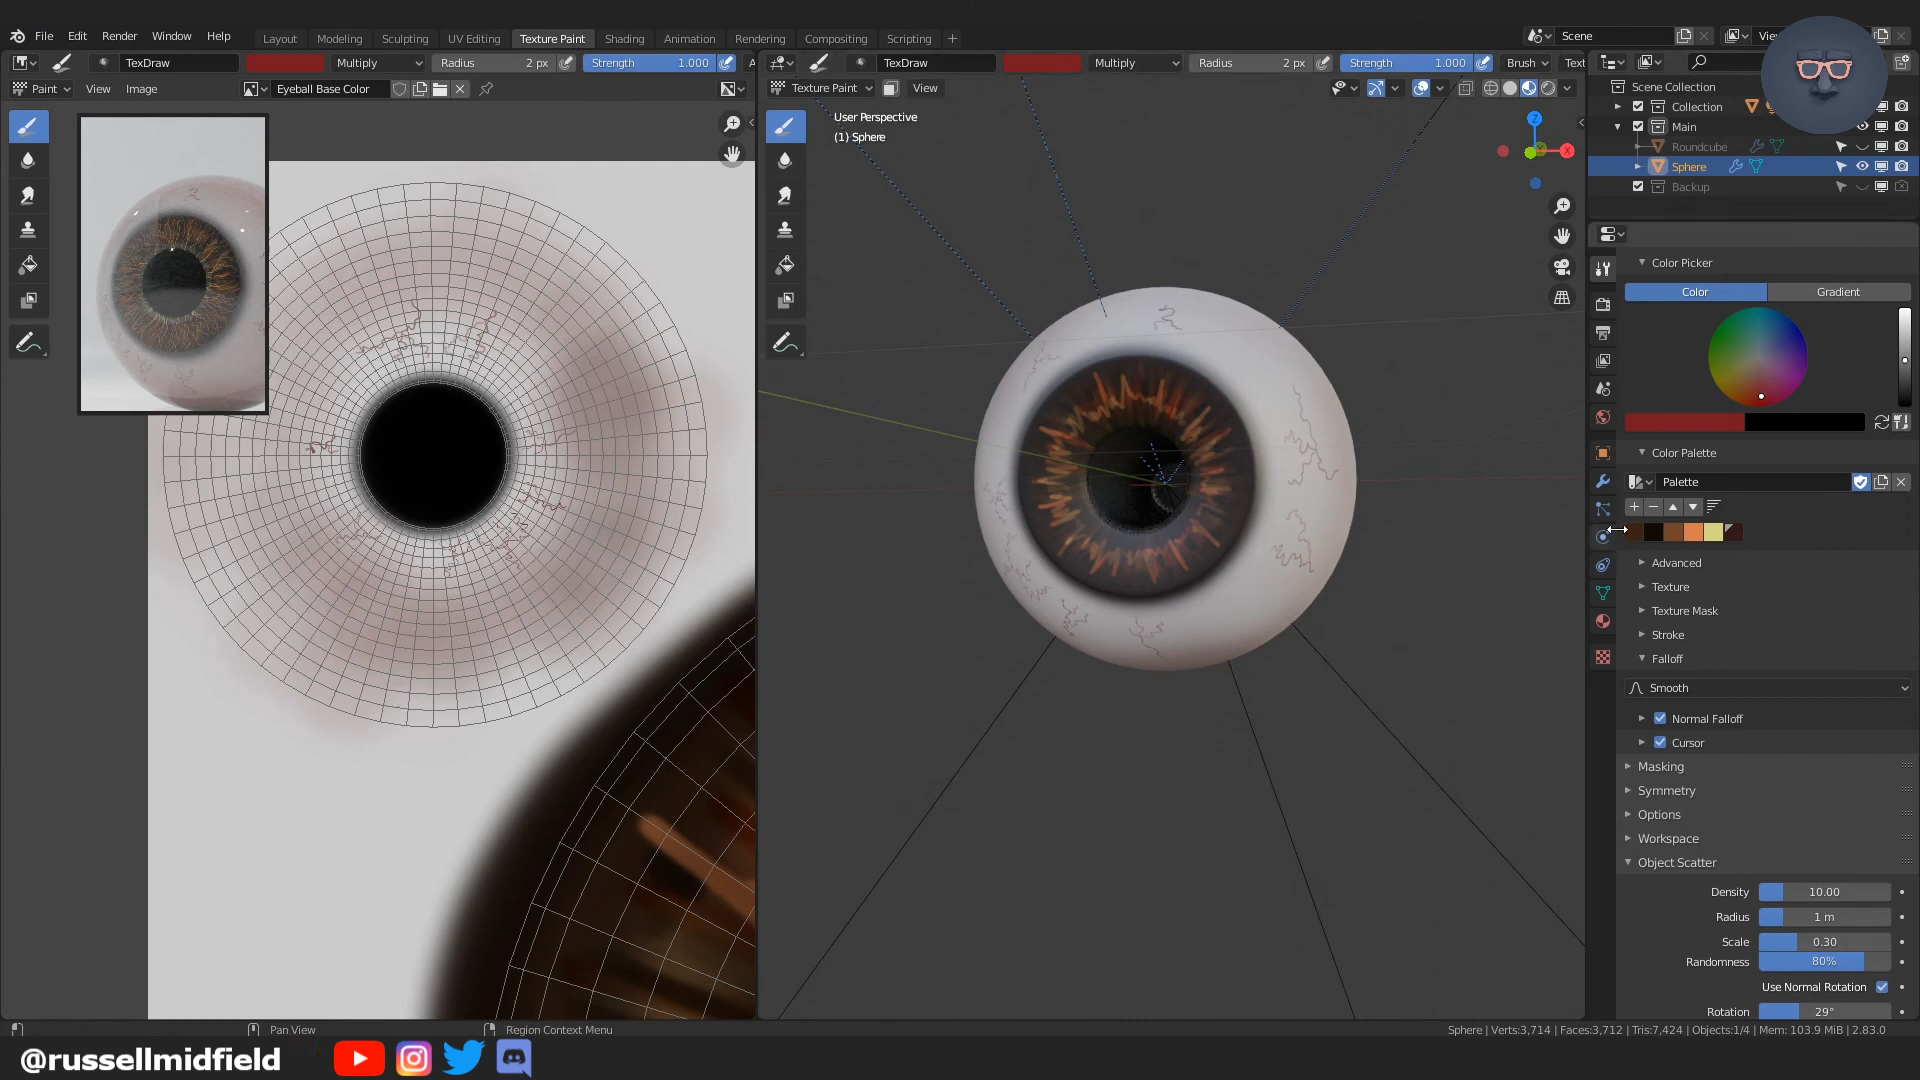 File Edit Render Window Help
Layout Modeling Sculpting UV Editing Texture Paint Shading Animation Rendering Compositing Scripting +
Scene
TexDraw Multiply Radius 2 px Strength 1.000
TexDraw Multiply Radius 2 px Strength 1.000 Brush Text
Paint View Image Eyeball Base Color
Texture Paint View
User Perspective
(1) Sphere
Z
X
Scene Collection
Collection
Main
Roundcube
Sphere
Backup
Color Picker
Color Gradient
Color Palette
Palette
Advanced
Texture
Texture Mask
Stroke
Falloff
Smooth
Normal Falloff
Cursor
Masking
Symmetry
Options
Workspace
Object Scatter
Density 10.00
Radius 1 m
Scale 0.30
Randomness 80%
Use Normal Rotation
Rotation 29°
Pan View Region Context Menu
Sphere | Verts:3,714 | Faces:3,712 | Tris:7,424 | Objects:1/4 | Mem: 103.9 MiB | 2.83.0
@russellmidfield